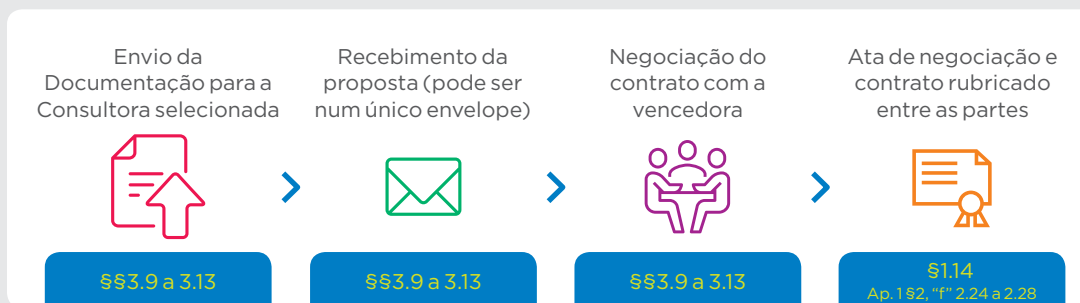 Envio da
Documentação para a
Consultora selecionada
Recebimento da
proposta (pode ser
num único envelope)
Negociação do
contrato com a
vencedora
Ata de negociação e
contrato rubricado
entre as partes
§§3.9 a 3.13
§§3.9 a 3.13
§§3.9 a 3.13
§1.14
Ap. 1 §2, “f” 2.24 a 2.28